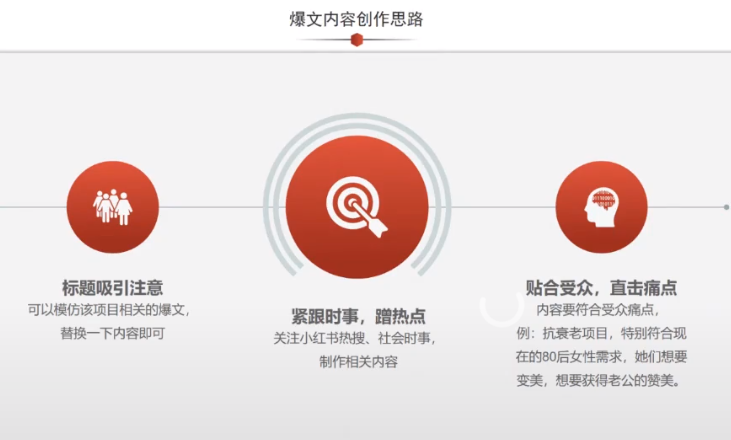 爆文内容创作思路
标题吸引注意
可以模仿该项目相关的爆文，
替换一下内容即可
紧跟时事，蹭热点
关注小红书热搜、社会时事，
制作相关内容
贴合受众，直击痛点
内容要符合受众痛点，
例：抗衰老项目，特别符合现
在的80后女性需求，她们想要
变美，想要获得老公的赞美。